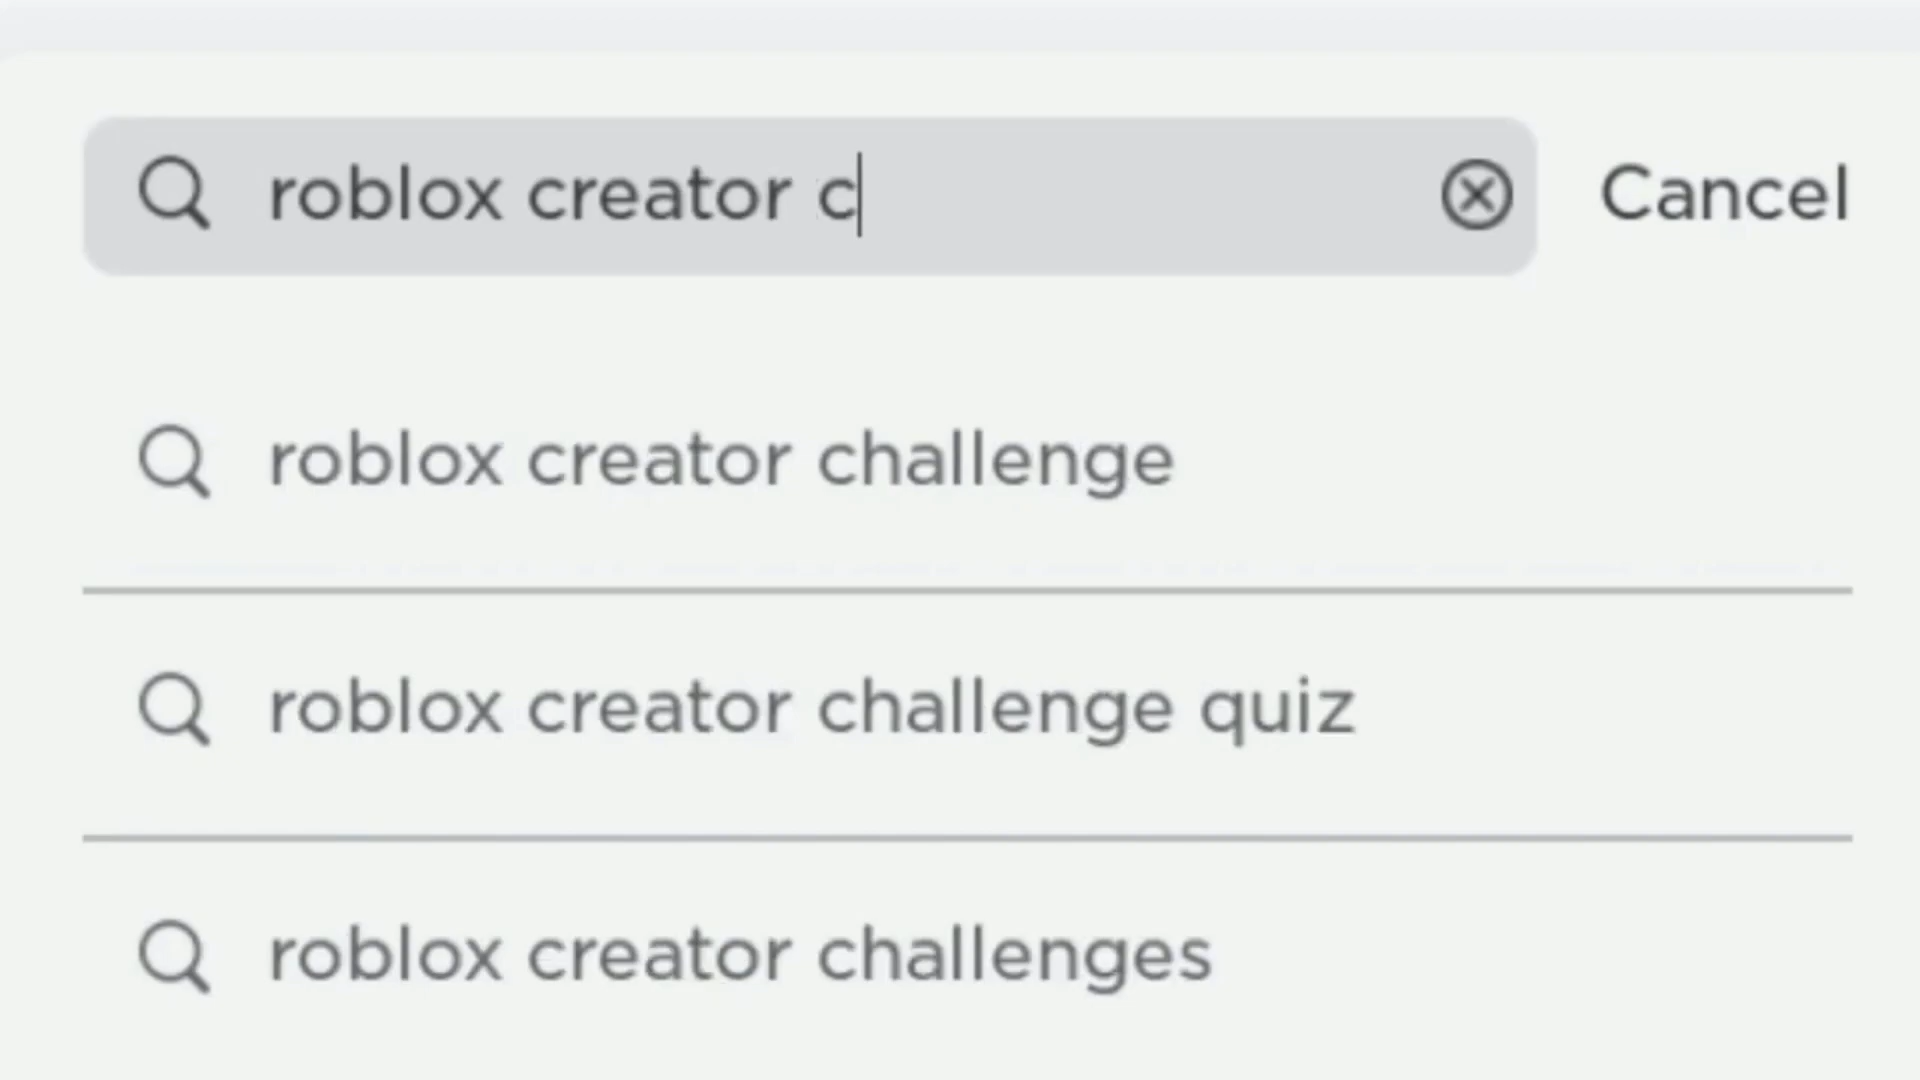 roblox creator c
Cancel
roblox creator challenge
roblox creator challenge quiz
roblox creator challenges